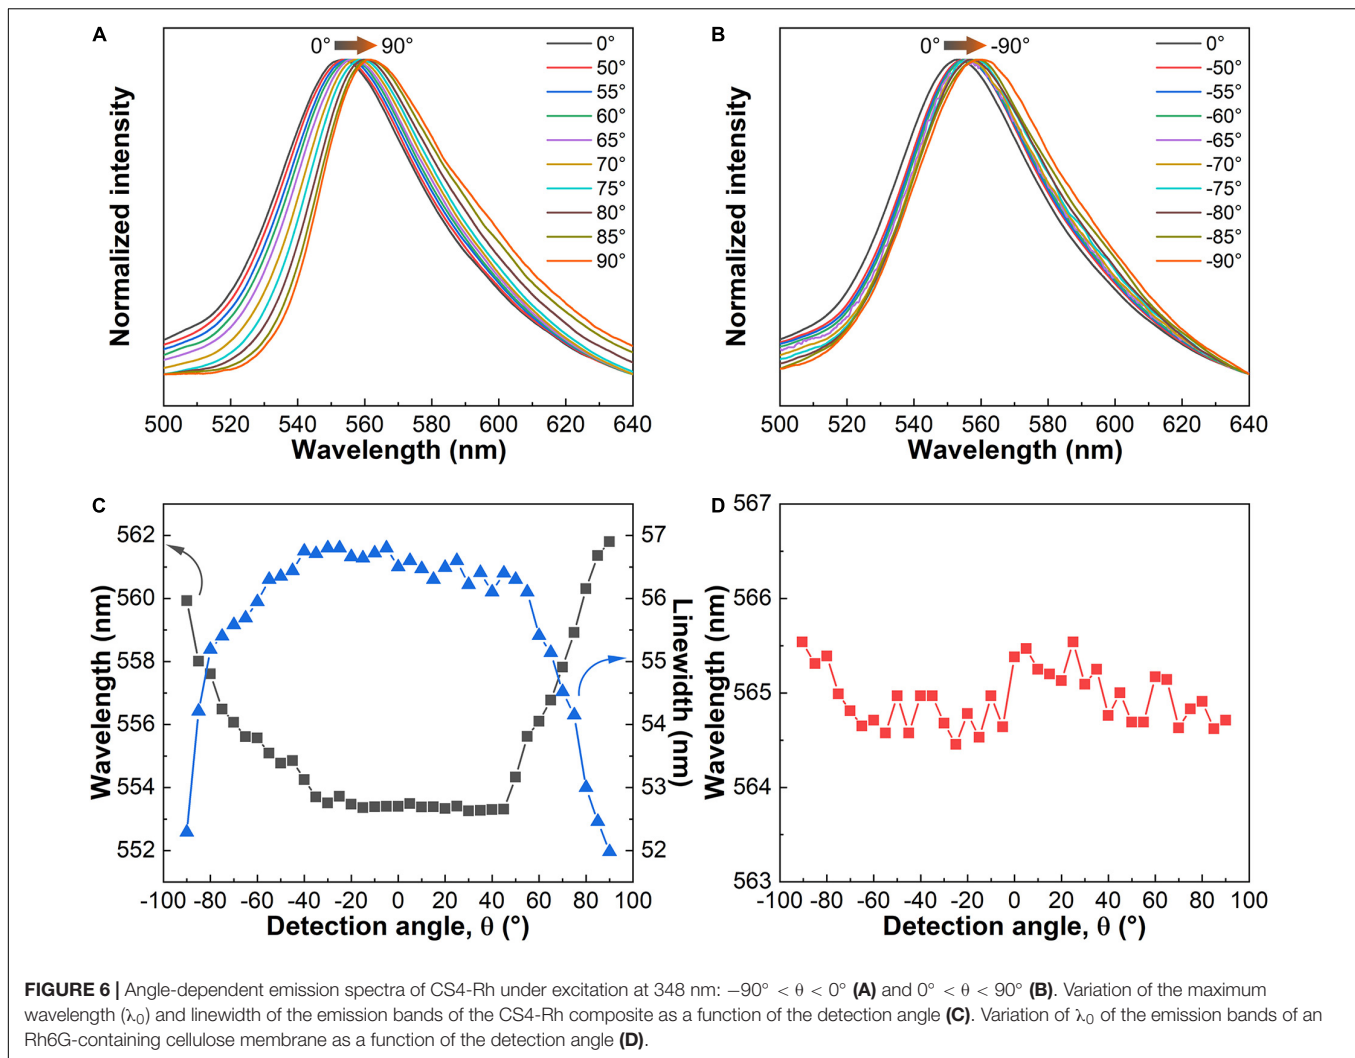 A
0° 90°
0°
50°
55°
60°
65°
70°
75°
80°
85°
90°
Normalized intensity
500 520 540 560 580 600 620 640
Wavelength (nm)
B
0° -90°
0°
-50°
-55°
-60°
-65°
-70°
-75°
-80°
-85°
-90°
Normalized intensity
500 520 540 560 580 600 620 640
Wavelength (nm)
C
562
560
558
556
554
552
Wavelength (nm)
57
56
55
54
53
52
Linewidth (nm)
-100 -80 -60 -40 -20 0 20 40 60 80 100
Detection angle, θ (°)
D
567
566
565
564
563
Wavelength (nm)
-100 -80 -60 -40 -20 0 20 40 60 80 100
Detection angle, θ (°)
FIGURE 6 | Angle-dependent emission spectra of CS4-Rh under excitation at 348 nm: −90° < θ < 0° (A) and 0° < θ < 90° (B). Variation of the maximum
wavelength (λ0) and linewidth of the emission bands of the CS4-Rh composite as a function of the detection angle (C). Variation of λ0 of the emission bands of an
Rh6G-containing cellulose membrane as a function of the detection angle (D).